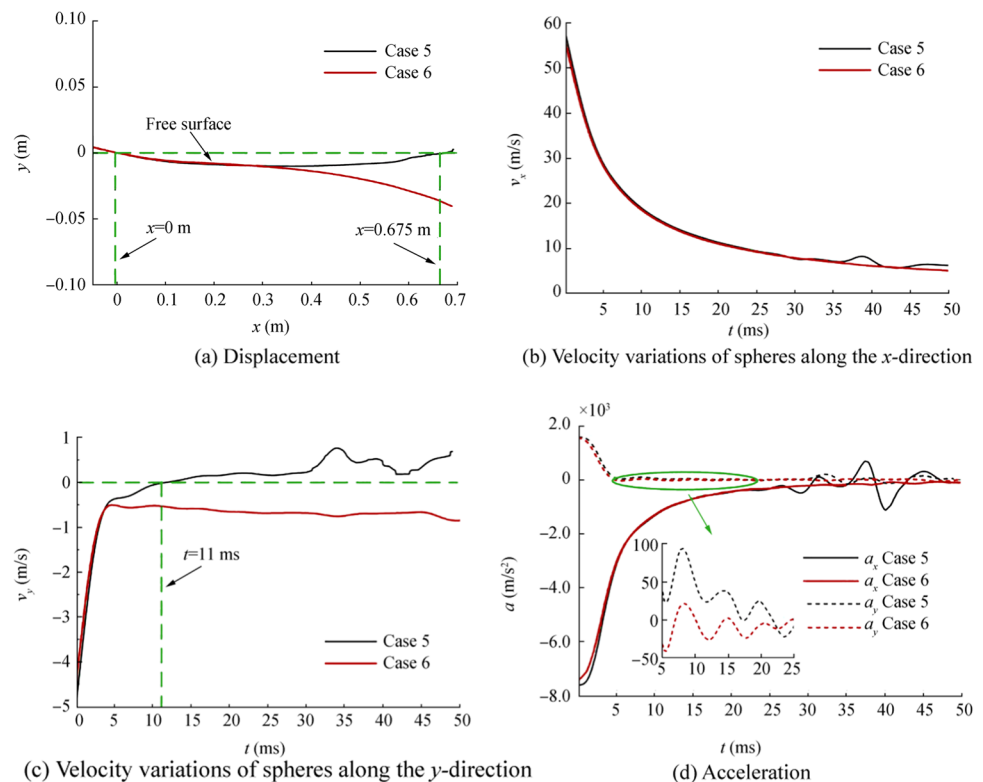 0.10
0.05
0
−0.05
−0.10
y (m)
Case 5
Case 6
Free surface
x=0 m
x=0.675 m
0 0.1 0.2 0.3 0.4 0.5 0.6 0.7
x (m)
(a) Displacement
60
50
40
30
20
10
0
vx (m/s)
Case 5
Case 6
5 10 15 20 25 30 35 40 45 50
t (ms)
(b) Velocity variations of spheres along the x-direction
1
0
−1
−2
−3
−4
−5
vy (m/s)
t=11 ms
Case 5
Case 6
0 5 10 15 20 25 30 35 40 45 50
t (ms)
(c) Velocity variations of spheres along the y-direction
×10³
2.0
0
−2.0
−4.0
−6.0
−8.0
a (m/s²)
100
50
0
−50
5 10 15 20 25
ax Case 5
ax Case 6
ay Case 5
ay Case 6
5 10 15 20 25 30 35 40 45 50
t (ms)
(d) Acceleration